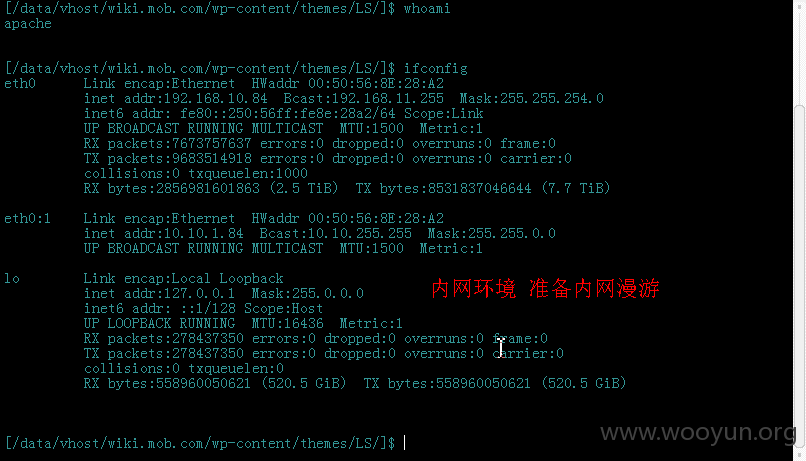 [/data/vhost/wiki.mob.com/wp-content/themes/LS/]$ whoami
apache
[/data/vhost/wiki.mob.com/wp-content/themes/LS/]$ ifconfig
eth0 Link encap:Ethernet HWaddr 00:50:56:8E:28:A2
inet addr:192.168.10.84 Bcast:192.168.11.255 Mask:255.255.254.0
inet6 addr: fe80::250:56ff:fe8e:28a2/64 Scope:Link
UP BROADCAST RUNNING MULTICAST MTU:1500 Metric:1
RX packets:7673757637 errors:0 dropped:0 overruns:0 frame:0
TX packets:9683514918 errors:0 dropped:0 overruns:0 carrier:0
collisions:0 txqueuelen:1000
RX bytes:2856981601863 (2.5 TiB) TX bytes:8531837046644 (7.7 TiB)
eth0:1 Link encap:Ethernet HWaddr 00:50:56:8E:28:A2
inet addr:10.10.1.84 Bcast:10.10.255.255 Mask:255.255.0.0
UP BROADCAST RUNNING MULTICAST MTU:1500 Metric:1
lo Link encap:Local Loopback
inet addr:127.0.0.1 Mask:255.0.0.0
内网环境 准备内网漫游
inet6 addr: ::1/128 Scope:Host
UP LOOPBACK RUNNING MTU:16436 Metric:1
RX packets:278437350 errors:0 dropped:0 overruns:0 frame:0
TX packets:278437350 errors:0 dropped:0 overruns:0 carrier:0
collisions:0 txqueuelen:0
RX bytes:558960050621 (520.5 GiB) TX bytes:558960050621 (520.5 GiB)
[/data/vhost/wiki.mob.com/wp-content/themes/LS/]$
www.wooyun.org